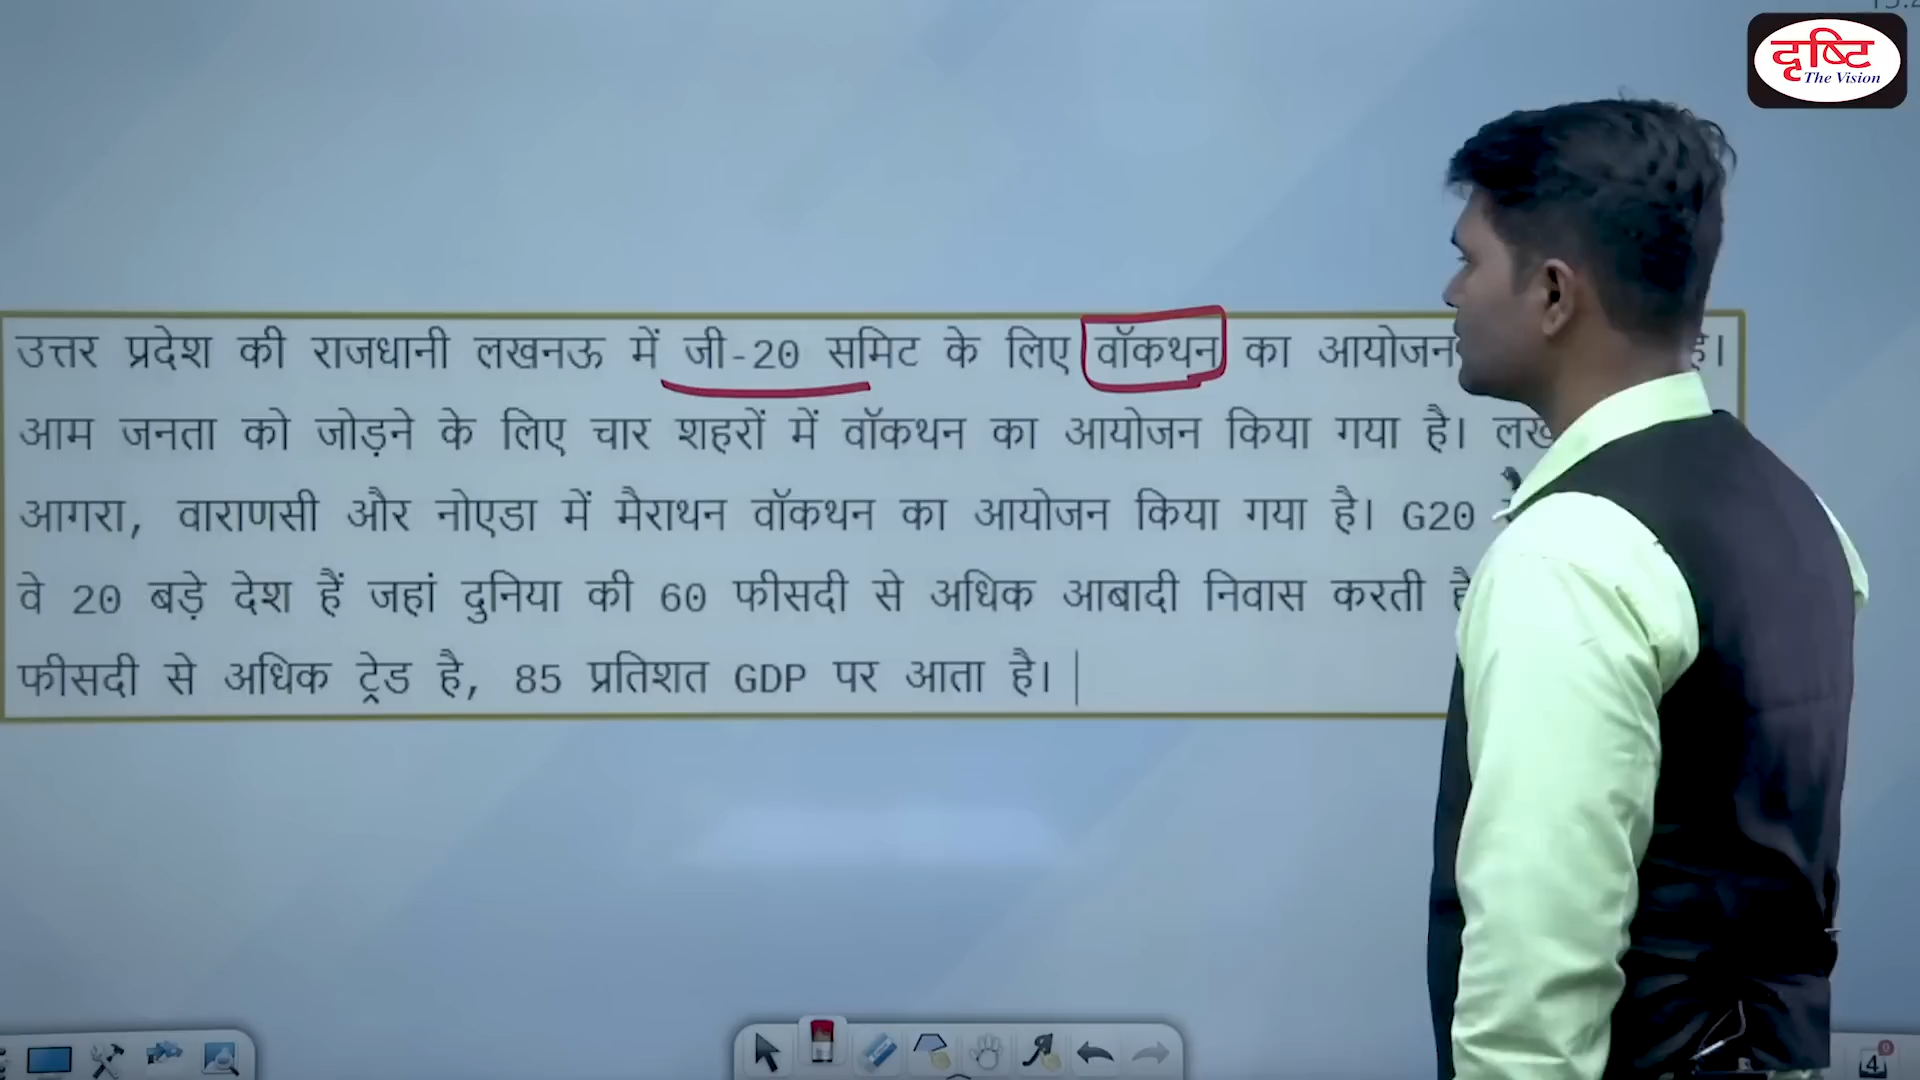 दृष्टि
The Vision
उत्तर प्रदेश की राजधानी लखनऊ में जी-20 समिट के लिए वॉकथन का आयोजन है।
आम जनता को जोड़ने के लिए चार शहरों में वॉकथन का आयोजन किया गया है।
आगरा, वाराणसी और नोएडा में मैराथन वॉकथन का आयोजन किया गया है। G20
वे 20 बड़े देश हैं जहां दुनिया की 60 फीसदी से अधिक आबादी निवास करती
फीसदी से अधिक ट्रेड है, 85 प्रतिशत GDP पर आता है।
4